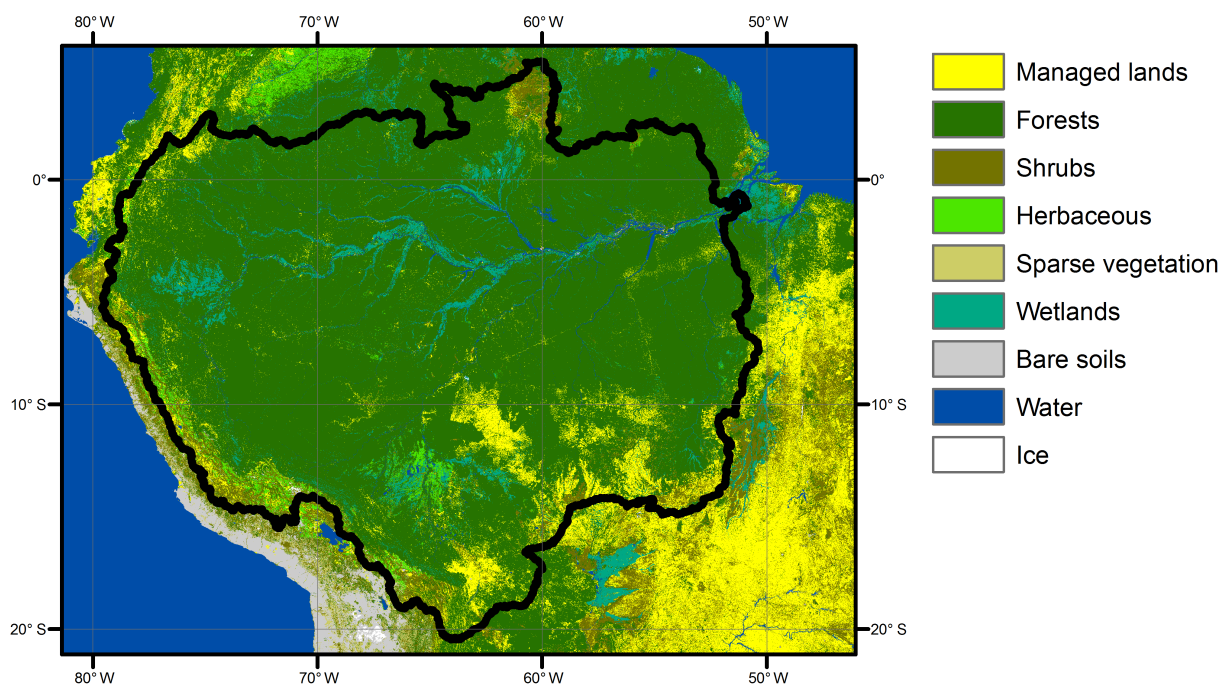 80° W 70° W 60° W 50° W
0° 0°
10° S 10° S
20° S 20° S
80° W 70° W 60° W 50° W
Managed lands
Forests
Shrubs
Herbaceous
Sparse vegetation
Wetlands
Bare soils
Water
Ice